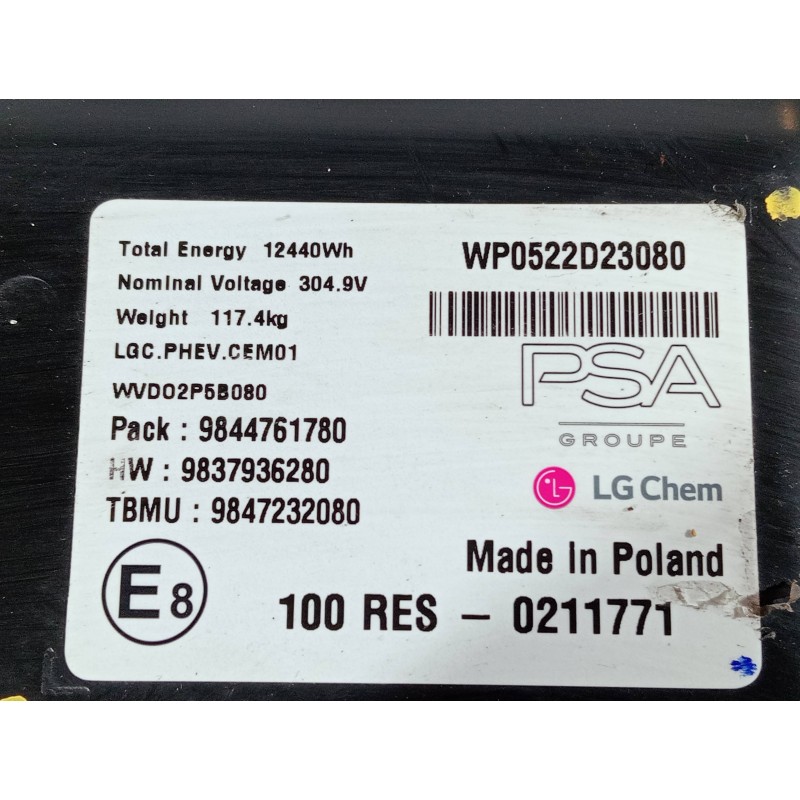 Total Energy 12440Wh
Nominal Voltage 304.9V
Weight 117.4kg
LGC.PHEV.CEM01
WVD02P5B080
Pack : 9844761780
HW : 9837936280
TBMU : 9847232080
WP0522D23080
PSA
GROUPE
LG Chem
Made in Poland
E8
100 RES - 0211771